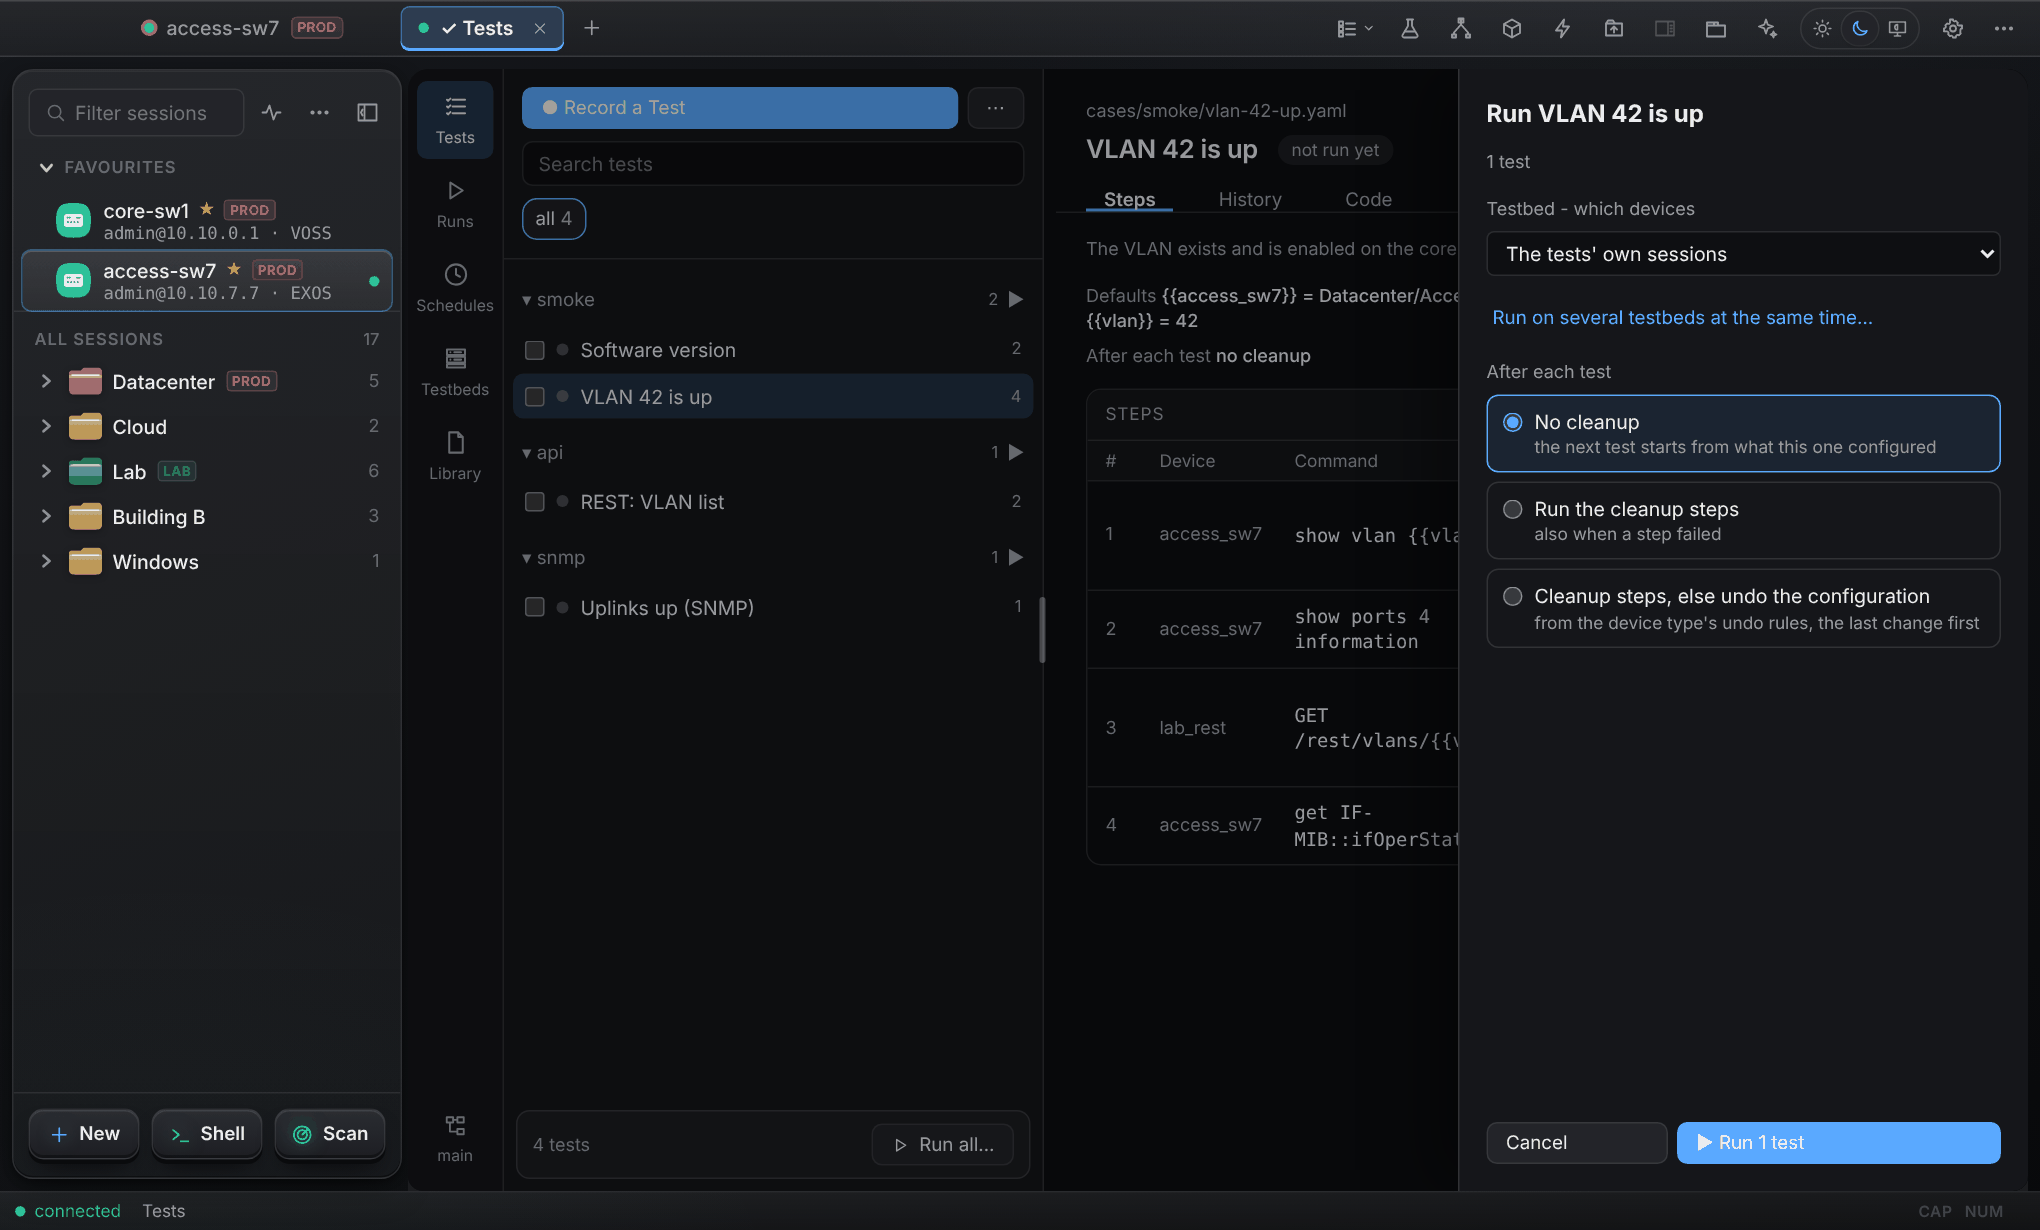 access-sw7 PROD
✓ Tests
Filter sessions
FAVOURITES
core-sw1 ★ PROD
admin@10.10.0.1 · VOSS
access-sw7 ★ PROD
admin@10.10.7.7 · EXOS
ALL SESSIONS 17
Datacenter PROD 5
Cloud 2
Lab LAB 6
Building B 3
Windows 1
New
Shell
Scan
Tests
Runs
Schedules
Testbeds
Library
main
Record a Test
Search tests
all 4
smoke 2
Software version 2
VLAN 42 is up 4
api 1
REST: VLAN list 2
snmp 1
Uplinks up (SNMP) 1
4 tests
Run all...
cases/smoke/vlan-42-up.yaml
VLAN 42 is up not run yet
Steps History Code
The VLAN exists and is enabled on the core
Defaults {{access_sw7}} = Datacenter/Acce
{{vlan}} = 42
After each test no cleanup
STEPS
# Device Command
1 access_sw7 show vlan {{vla
2 access_sw7 show ports 4
information
3 lab_rest GET
/rest/vlans/{{v
4 access_sw7 get IF-
MIB::ifOperStat
Run VLAN 42 is up
1 test
Testbed - which devices
The tests' own sessions
Run on several testbeds at the same time...
After each test
No cleanup
the next test starts from what this one configured
Run the cleanup steps
also when a step failed
Cleanup steps, else undo the configuration
from the device type's undo rules, the last change first
Cancel
Run 1 test
connected Tests
CAP NUM